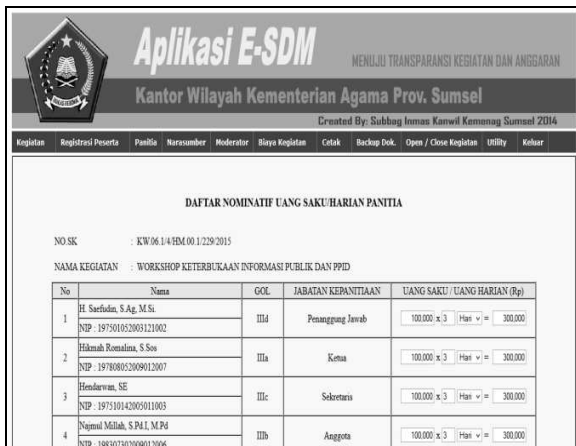 Aplikasi E-SDM
MENUJU TRANSPARANSI KEGIATAN DAN ANGGARAN
Kantor Wilayah Kementerian Agama Prov. Sumsel
Created By: Subbag Inmas Kanwil Kemenag Sumsel 2014
Kegiatan Registrasi Peserta Panitia Narasumber Moderator Biaya Kegiatan Cetak Backup Dok. Open / Close Kegiatan Utility Keluar
DAFTAR NOMINATIF UANG SAKU/HARIAN PANITIA
NO.SK : KW.06.1/4/HM.00.1/229/2015
NAMA KEGIATAN : WORKSHOP KETERBUKAAN INFORMASI PUBLIK DAN PPID
No Nama GOL JABATAN KEPANITIAAN UANG SAKU / UANG HARIAN (Rp)
1 H. Saefudin, S.Ag, M.Si. IIId Penanggung Jawab 100,000 x 3 Hari = 300,000
NIP : 197501052003121002
2 Hikmah Romalina, S.Sos IIIa Ketua 100,000 x 3 Hari = 300,000
NIP : 197808052009012007
3 Hendarwan, SE IIIc Sekretaris 100,000 x 3 Hari = 300,000
NIP : 197510142005011003
4 Najmul Millah, S.Pd.I, M.Pd IIIb Anggota 100,000 x 3 Hari = 300,000
NIP : 198307302009012006